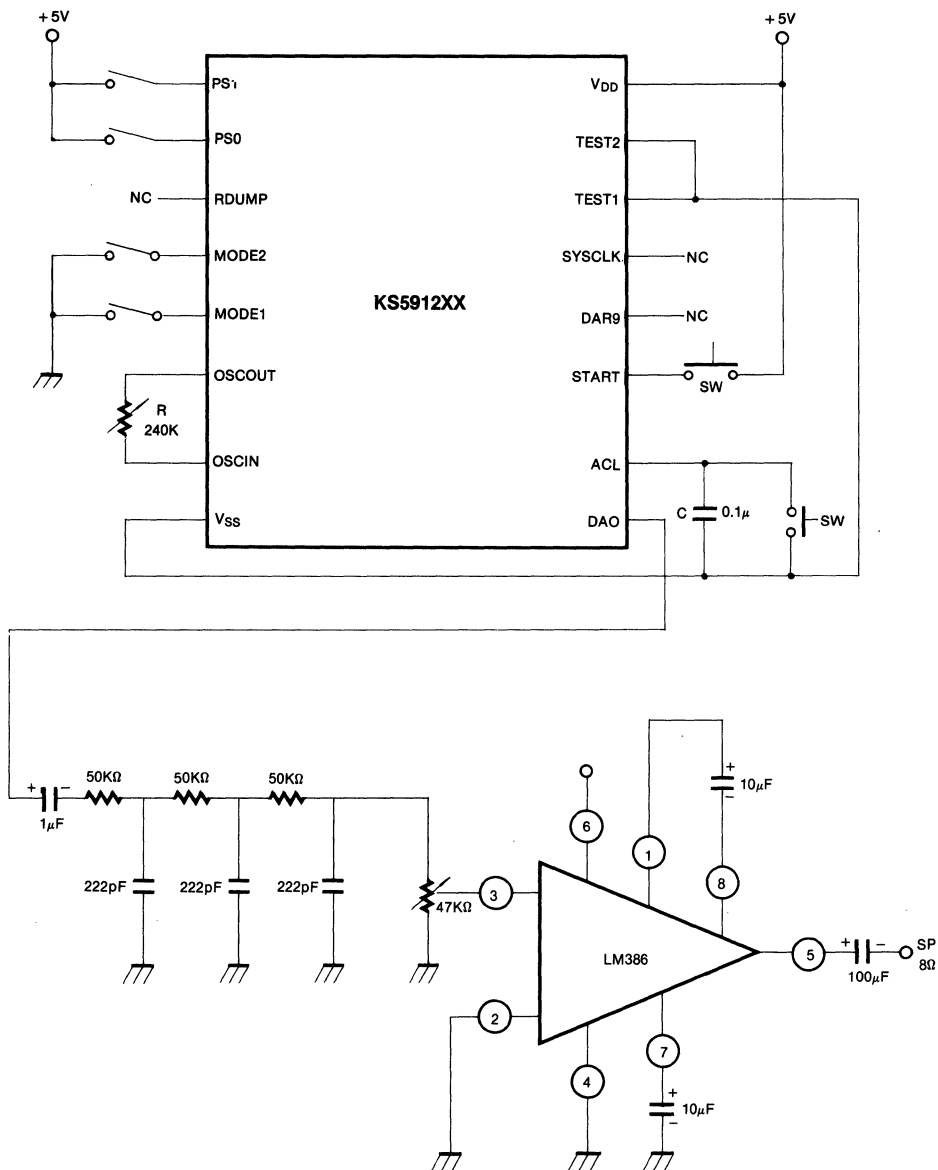 +5V
+5V
PS1
PS0
NC
RDUMP
MODE2
MODE1
OSCOUT
R
240K
OSCIN
VSS
KS5912XX
VDD
TEST2
TEST1
SYSCLK
NC
DAR9
NC
START
SW
ACL
C
0.1μ
SW
DAO
+
-
1μF
50KΩ
50KΩ
50KΩ
222pF
222pF
222pF
47KΩ
3
2
6
1
+
10μF
-
8
LM386
5
+
-
100μF
SP
8Ω
4
7
+
10μF
-